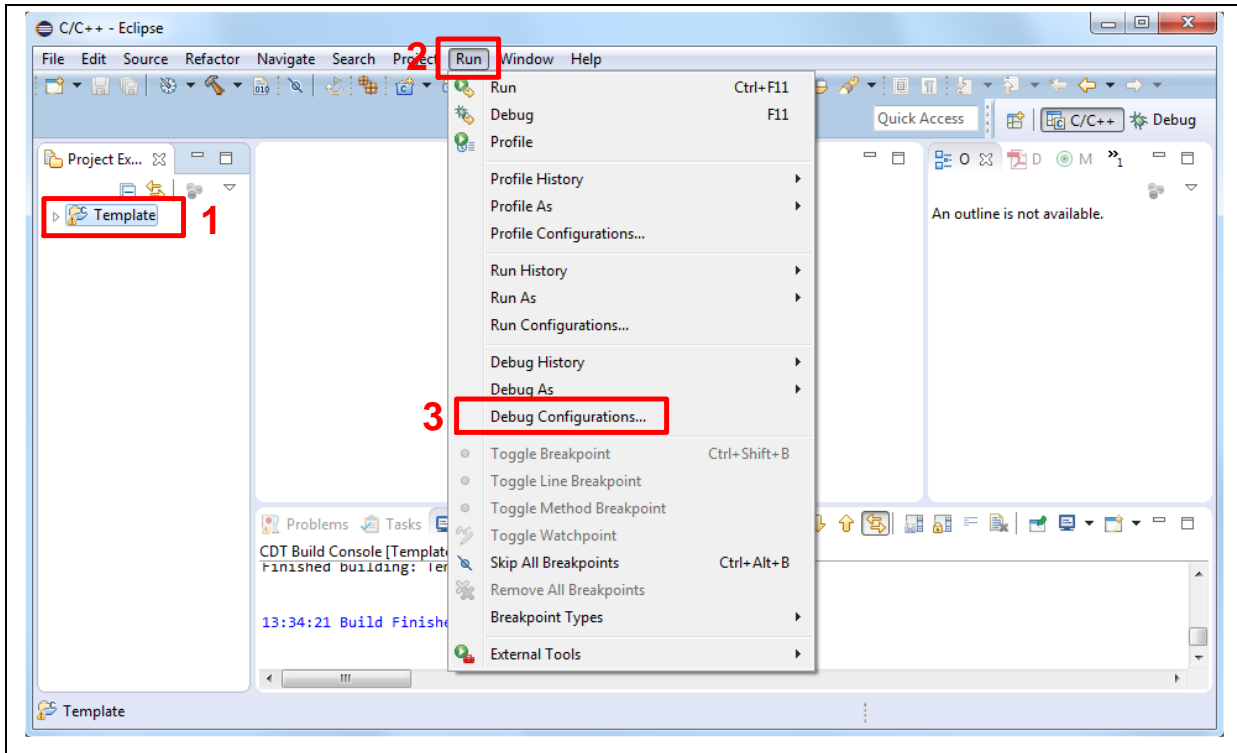 C/C++ - Eclipse
2
File Edit Source Refactor Navigate Search Project Run Window Help
Quick Access C/C++ Debug
Project Ex...
Template
1
Run Ctrl+F11
Debug F11
Profile
Profile History
Profile As
Profile Configurations...
Run History
Run As
Run Configurations...
Debug History
Debug As
3
Debug Configurations...
Toggle Breakpoint Ctrl+Shift+B
Toggle Line Breakpoint
Toggle Method Breakpoint
Toggle Watchpoint
Skip All Breakpoints Ctrl+Alt+B
Remove All Breakpoints
Breakpoint Types
External Tools
O D M »1
An outline is not available.
Problems Tasks
CDT Build Console [Templat
Finished building: Te
13:34:21 Build Finishe
Template